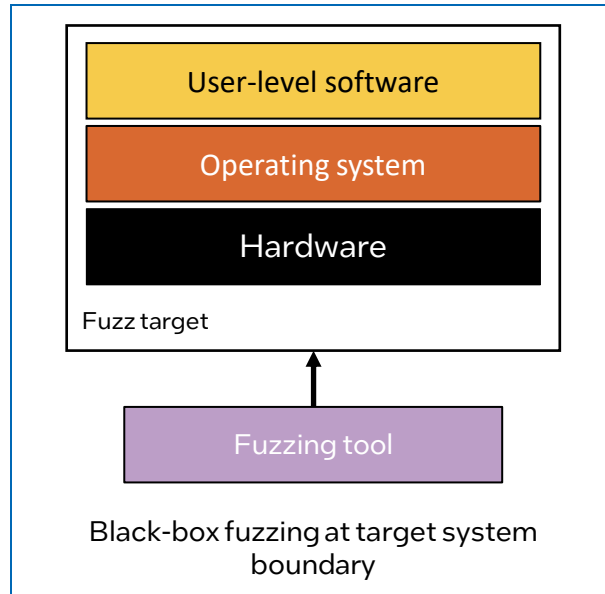 User-level software
Operating system
Hardware
Fuzz target
Fuzzing tool
Black-box fuzzing at target system
boundary